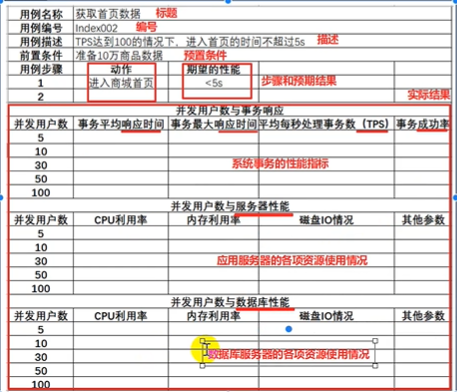 用例名称 获取首页数据 标题
用例编号 Index002 编号
用例描述 TPS达到100的情况下，进入首页的时间不超过5s 描述
前置条件 准备10万商品数据 预置条件
用例步骤 动作 期望的性能
1 进入商城首页 <5s 步骤和预期结果
2 实际结果
并发用户数与事务响应
并发用户数 事务平均响应时间 事务最大响应时间 平均每秒处理事务数（TPS） 事务成功率
5
10
30 系统事务的性能指标
50
100
并发用户数与服务器性能
并发用户数 CPU利用率 内存利用率 磁盘IO情况 其他参数
5
10
30 应用服务器的各项资源使用情况
50
100
并发用户数与数据库性能
并发用户数 CPU利用率 内存利用率 磁盘IO情况 其他参数
5
10
30 数据库服务器的各项资源使用情况
50
100